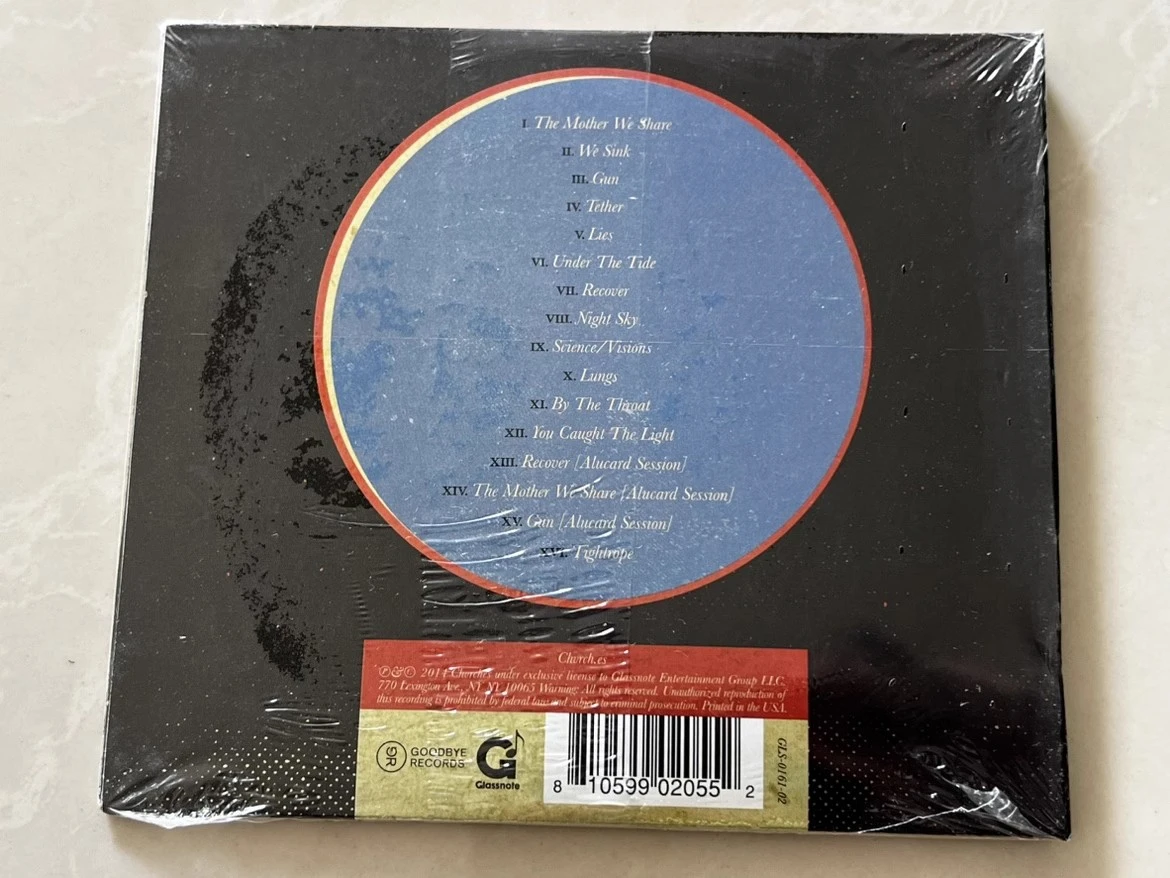 I. The Mother We Share
II. We Sink
III. Gun
IV. Tether
V. Lies
VI. Under The Tide
VII. Recover
VIII. Night Sky
IX. Science/Visions
X. Lungs
XI. By The Throat
XII. You Caught The Light
XIII. Recover [Alucard Session]
XIV. The Mother We Share [Alucard Session]
XV. Gun [Alucard Session]
XVI. Tightrope
Chvrch.es
℗&© 2014 Chvrches under exclusive license to Glassnote Entertainment Group LLC.
770 Lexington Ave, NY NY 10065 Warning: All rights reserved. Unauthorized reproduction of
this recording is prohibited by federal law and subject to criminal prosecution. Printed in the USA.
GR
GOODBYE
RECORDS
G
Glassnote
8 10599 02055 2
GLS-0161-02